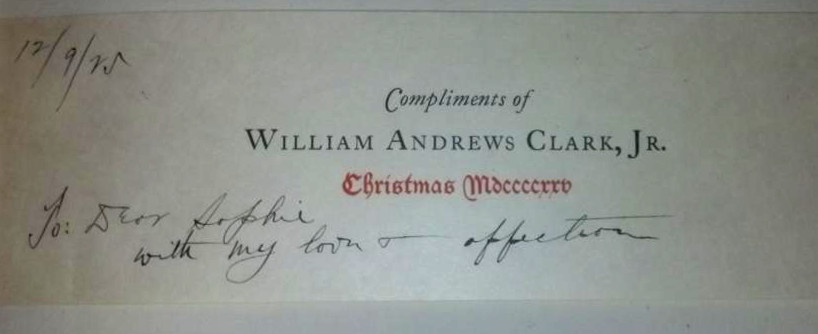 12/9/25
Compliments of
WILLIAM ANDREWS CLARK, JR.
Christmas Mdccccxxv
To: Dear Sophie
with my love & affection